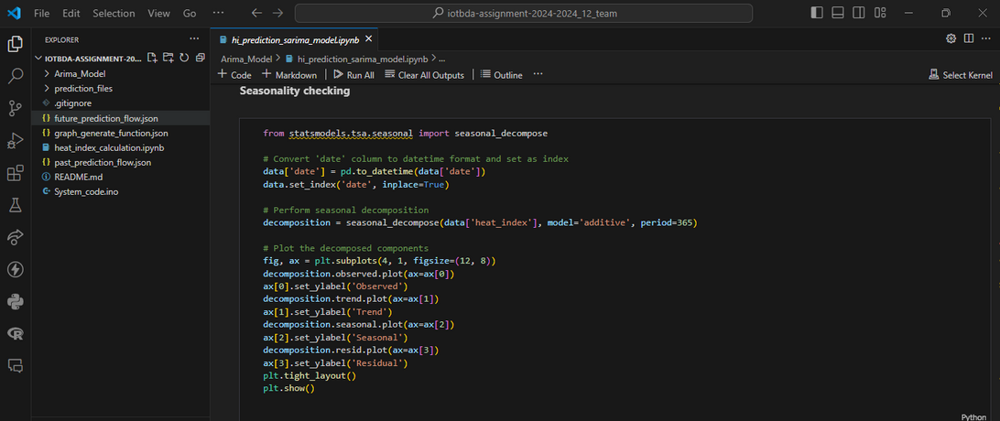 File Edit Selection View Go ··· iotbda-assignment-2024-2024_12_team
EXPLORER ···
IOTBDA-ASSIGNMENT-20...
Arima_Model
prediction_files
.gitignore
{} future_prediction_flow.json
{} graph_generate_function.json
heat_index_calculation.ipynb
{} past_prediction_flow.json
README.md
System_code.ino
hi_prediction_sarima_model.ipynb
Arima_Model > hi_prediction_sarima_model.ipynb > ...
+ Code + Markdown Run All Clear All Outputs Outline ··· Select Kernel
Seasonality checking
from statsmodels.tsa.seasonal import seasonal_decompose
# Convert 'date' column to datetime format and set as index
data['date'] = pd.to_datetime(data['date'])
data.set_index('date', inplace=True)
# Perform seasonal decomposition
decomposition = seasonal_decompose(data['heat_index'], model='additive', period=365)
# Plot the decomposed components
fig, ax = plt.subplots(4, 1, figsize=(12, 8))
decomposition.observed.plot(ax=ax[0])
ax[0].set_ylabel('Observed')
decomposition.trend.plot(ax=ax[1])
ax[1].set_ylabel('Trend')
decomposition.seasonal.plot(ax=ax[2])
ax[2].set_ylabel('Seasonal')
decomposition.resid.plot(ax=ax[3])
ax[3].set_ylabel('Residual')
plt.tight_layout()
plt.show()
Python